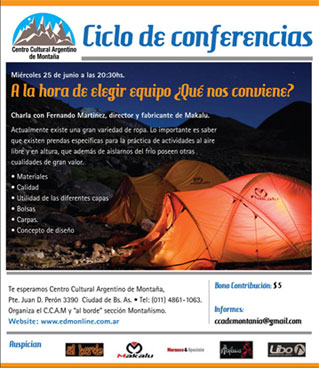 Centro Cultural Argentino
de Montaña
Ciclo de conferencias
Miércoles 25 de junio a las 20:30hs.
A la hora de elegir equipo ¿Qué nos conviene?
Charla con Fernando Martínez, director y fabricante de Makalu.
Actualmente existe una gran variedad de ropa. Lo importante es saber
que existen prendas específicas para la práctica de actividades al aire
libre y en altura, que además de aislarnos del frío poseen otras
cualidades de gran valor.
• Materiales
• Calidad
• Utilidad de las diferentes capas
• Bolsas
• Carpas.
• Concepto de diseño
Te esperamos Centro Cultural Argentino de Montaña,
Pte. Juan D. Perón 3390 Ciudad de Bs. As. • Tel: (011) 4861-1063.
Organiza el C.C.A.M y "al borde" sección Montañismo.
Website: www.edmonline.com.ar
Bono Contribución: $ 5
Informes:
ccademontania@gmail.com
Auspician
al borde
Makalu
Libo